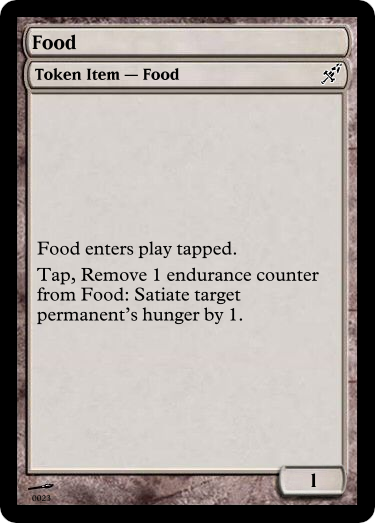 Food
Token Item — Food
Food enters play tapped.
Tap, Remove 1 endurance counter
from Food: Satiate target
permanent's hunger by 1.
1
0023